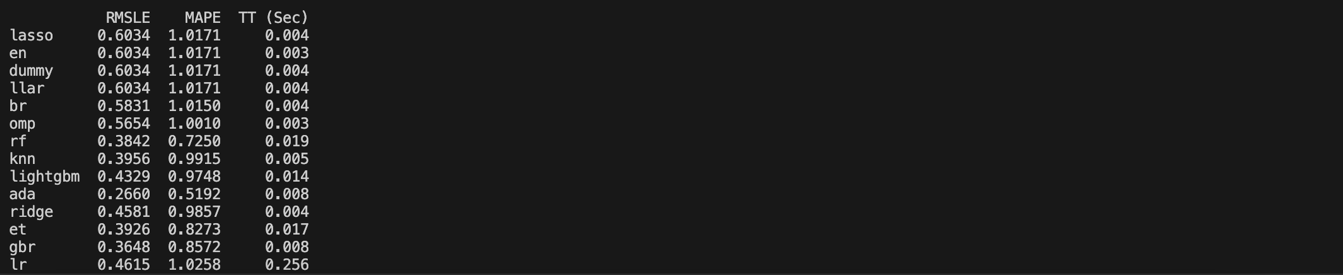 RMSLE MAPE TT (Sec)
lasso 0.6034 1.0171 0.004
en 0.6034 1.0171 0.003
dummy 0.6034 1.0171 0.004
llar 0.6034 1.0171 0.004
br 0.5831 1.0150 0.004
omp 0.5654 1.0010 0.003
rf 0.3842 0.7250 0.019
knn 0.3956 0.9915 0.005
lightgbm 0.4329 0.9748 0.014
ada 0.2660 0.5192 0.008
ridge 0.4581 0.9857 0.004
et 0.3926 0.8273 0.017
gbr 0.3648 0.8572 0.008
lr 0.4615 1.0258 0.256